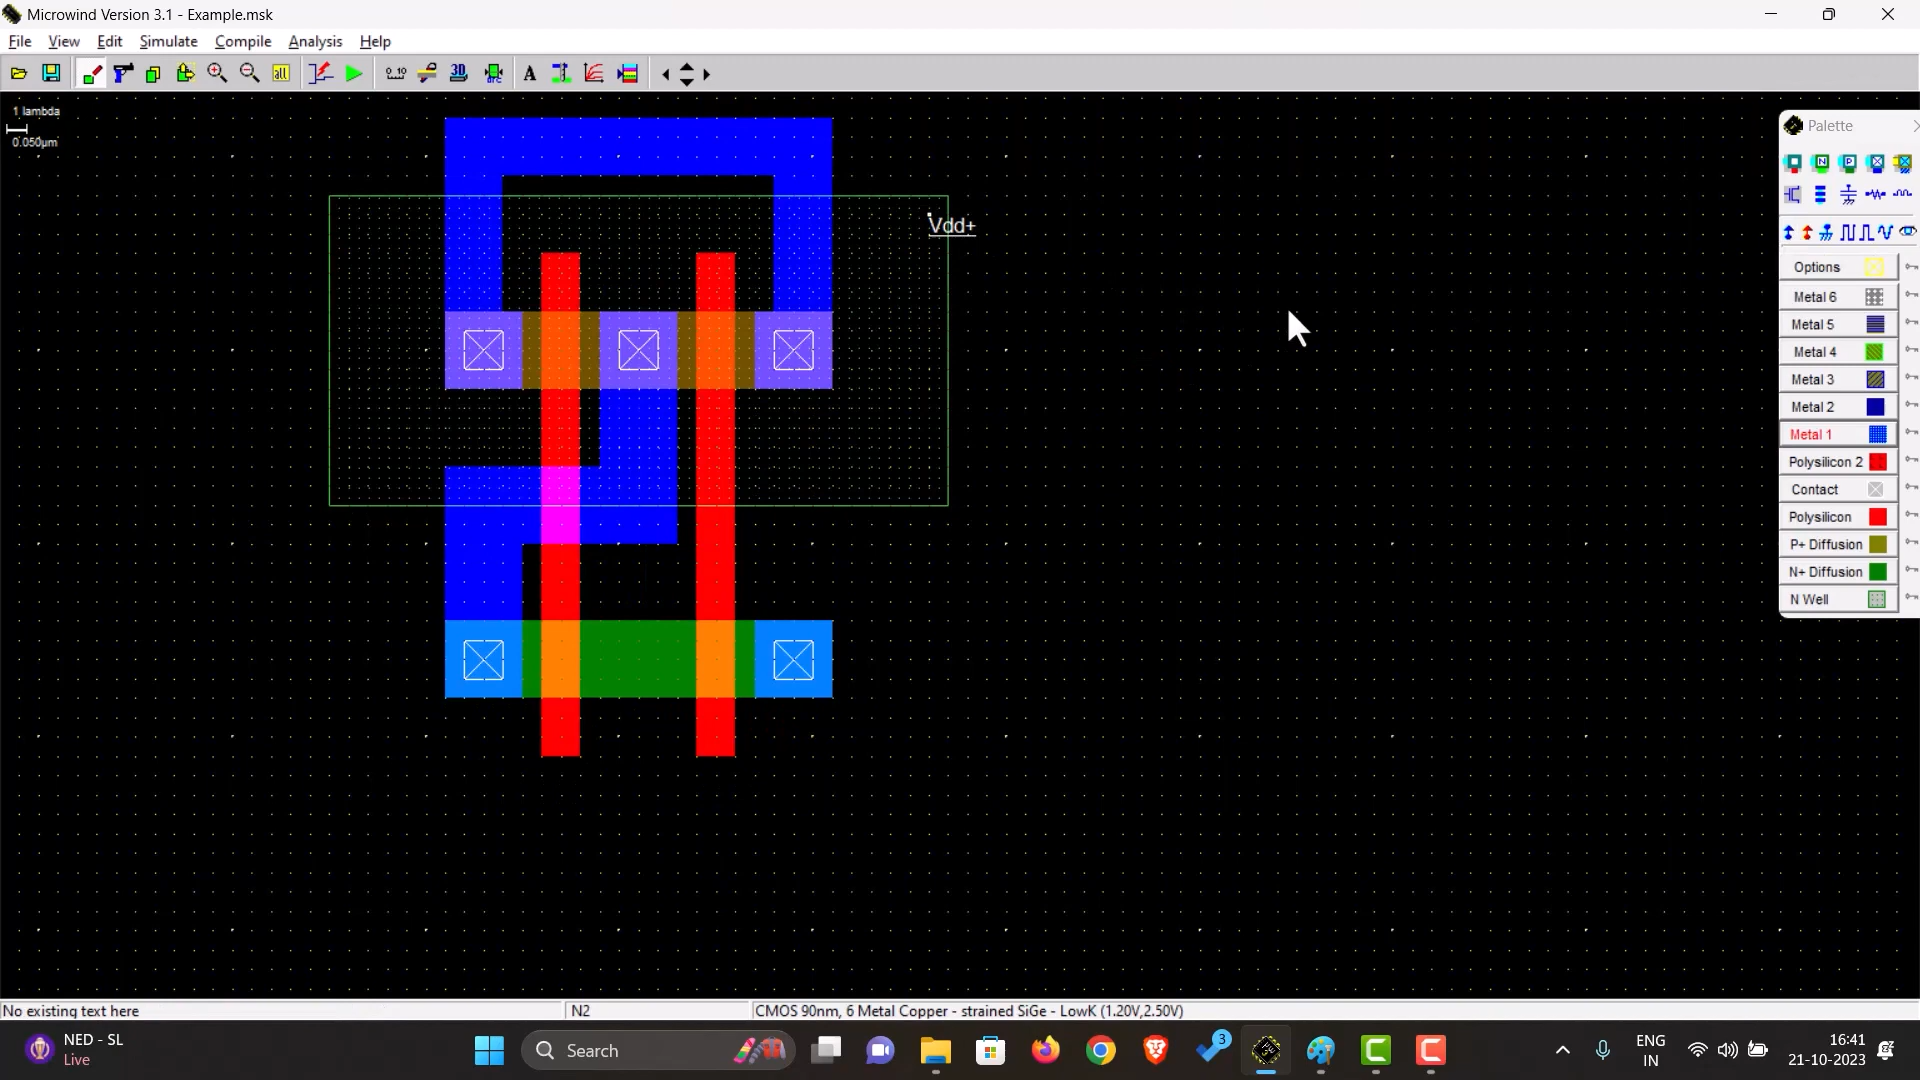 Microwind Version 3.1 - Example.msk
File View Edit Simulate Compile Analysis Help
1 lambda
0.050µm
Vdd+
Palette
Options
Metal 6
Metal 5
Metal 4
Metal 3
Metal 2
Metal 1
Polysilicon 2
Contact
Polysilicon
P+ Diffusion
N+ Diffusion
N Well
No existing text here
N2
CMOS 90nm, 6 Metal Copper - strained SiGe - LowK (1.20V,2.50V)
NED - SL
Live
Search
3
ENG
IN
16:41
21-10-2023